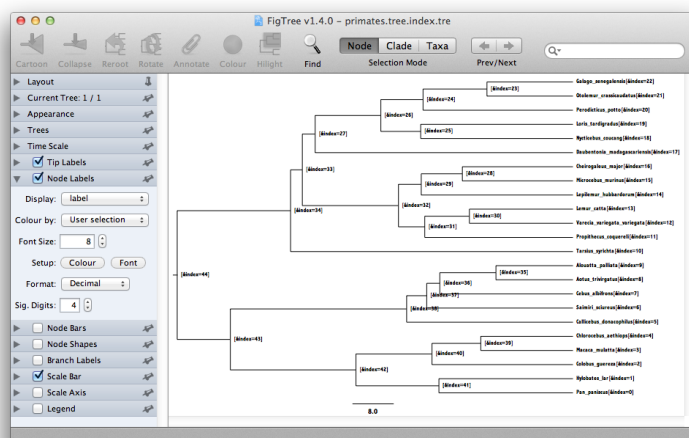 FigTree v1.4.0 - primates.tree.index.tre
Cartoon Collapse Reroot Rotate Annotate Colour Hilight Find
Node Clade Taxa
Selection Mode
Prev/Next
Layout
Current Tree: 1 / 1
Appearance
Trees
Time Scale
Tip Labels
Node Labels
Display: label
Colour by: User selection
Font Size: 8
Setup: Colour Font
Format: Decimal
Sig. Digits: 4
Node Bars
Node Shapes
Branch Labels
Scale Bar
Scale Axis
Legend
Galago_senegalensis[&index=22]
[&index=23]
Otolemur_crassicaudatus[&index=21]
[&index=24]
Perodicticus_potto[&index=20]
[&index=26]
Loris_tardigradus[&index=19]
[&index=25]
[&index=27]
Nycticebus_coucang[&index=18]
Daubentonia_madagascariensis[&index=17]
Cheirogaleus_major[&index=16]
[&index=33]
[&index=28]
Microcebus_murinus[&index=15]
[&index=29]
Lepilemur_hubbardorum[&index=14]
[&index=32]
Lemur_catta[&index=13]
[&index=34]
[&index=30]
Varecia_variegata_variegata[&index=12]
[&index=31]
Propithecus_coquereli[&index=11]
Tarsius_syrichta[&index=10]
Alouatta_palliata[&index=9]
[&index=35]
[&index=44]
Aotus_trivirgatus[&index=8]
[&index=36]
Cebus_albifrons[&index=7]
[&index=37]
Saimiri_sciureus[&index=6]
[&index=38]
Callicebus_donacophilus[&index=5]
Chlorocebus_aethiops[&index=4]
[&index=43]
[&index=39]
Macaca_mulatta[&index=3]
[&index=40]
Colobus_guereza[&index=2]
[&index=42]
Hylobates_lar[&index=1]
[&index=41]
Pan_paniscus[&index=0]
8.0